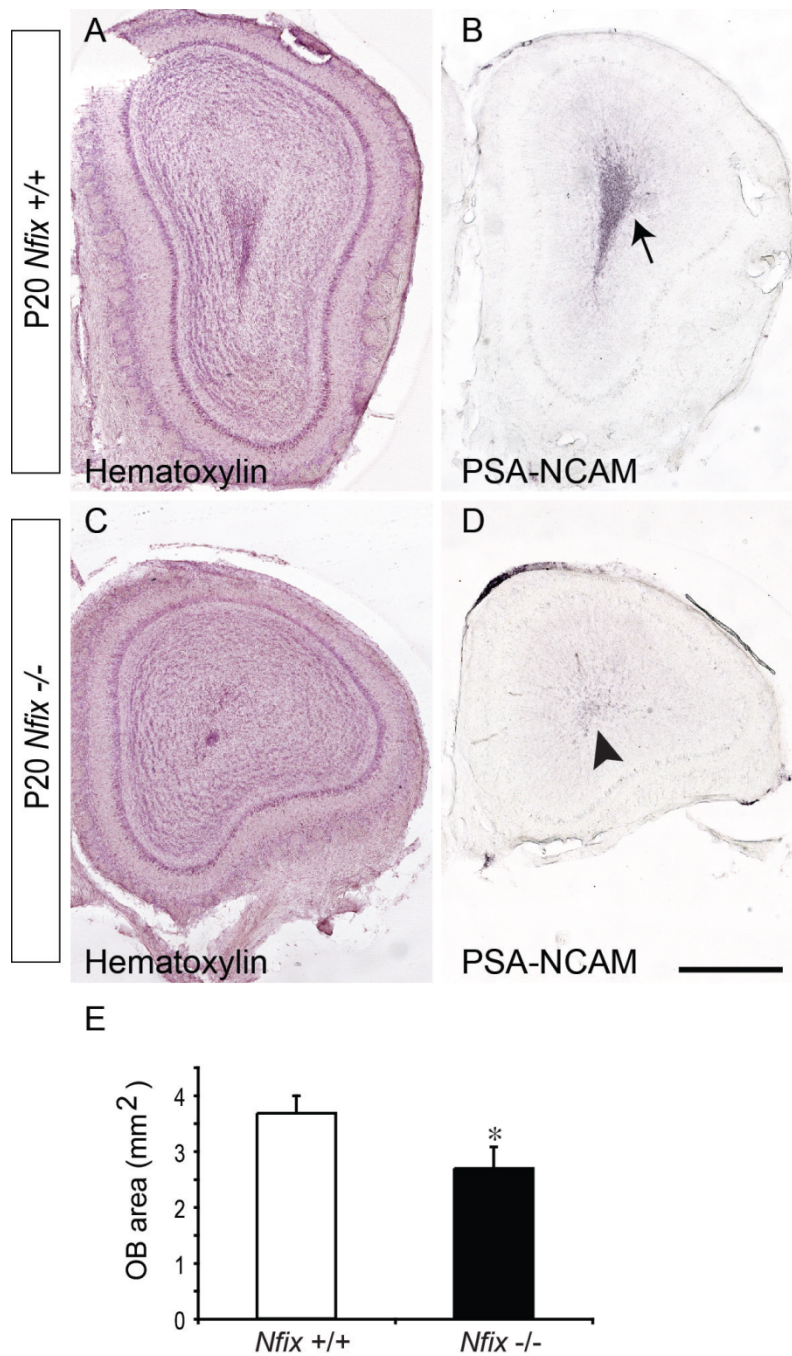 P20 Nfix +/+
A
B
Hematoxylin
PSA-NCAM
P20 Nfix -/-
C
D
Hematoxylin
PSA-NCAM
E
OB area (mm²)
4
3
2
1
0
*
Nfix +/+
Nfix -/-